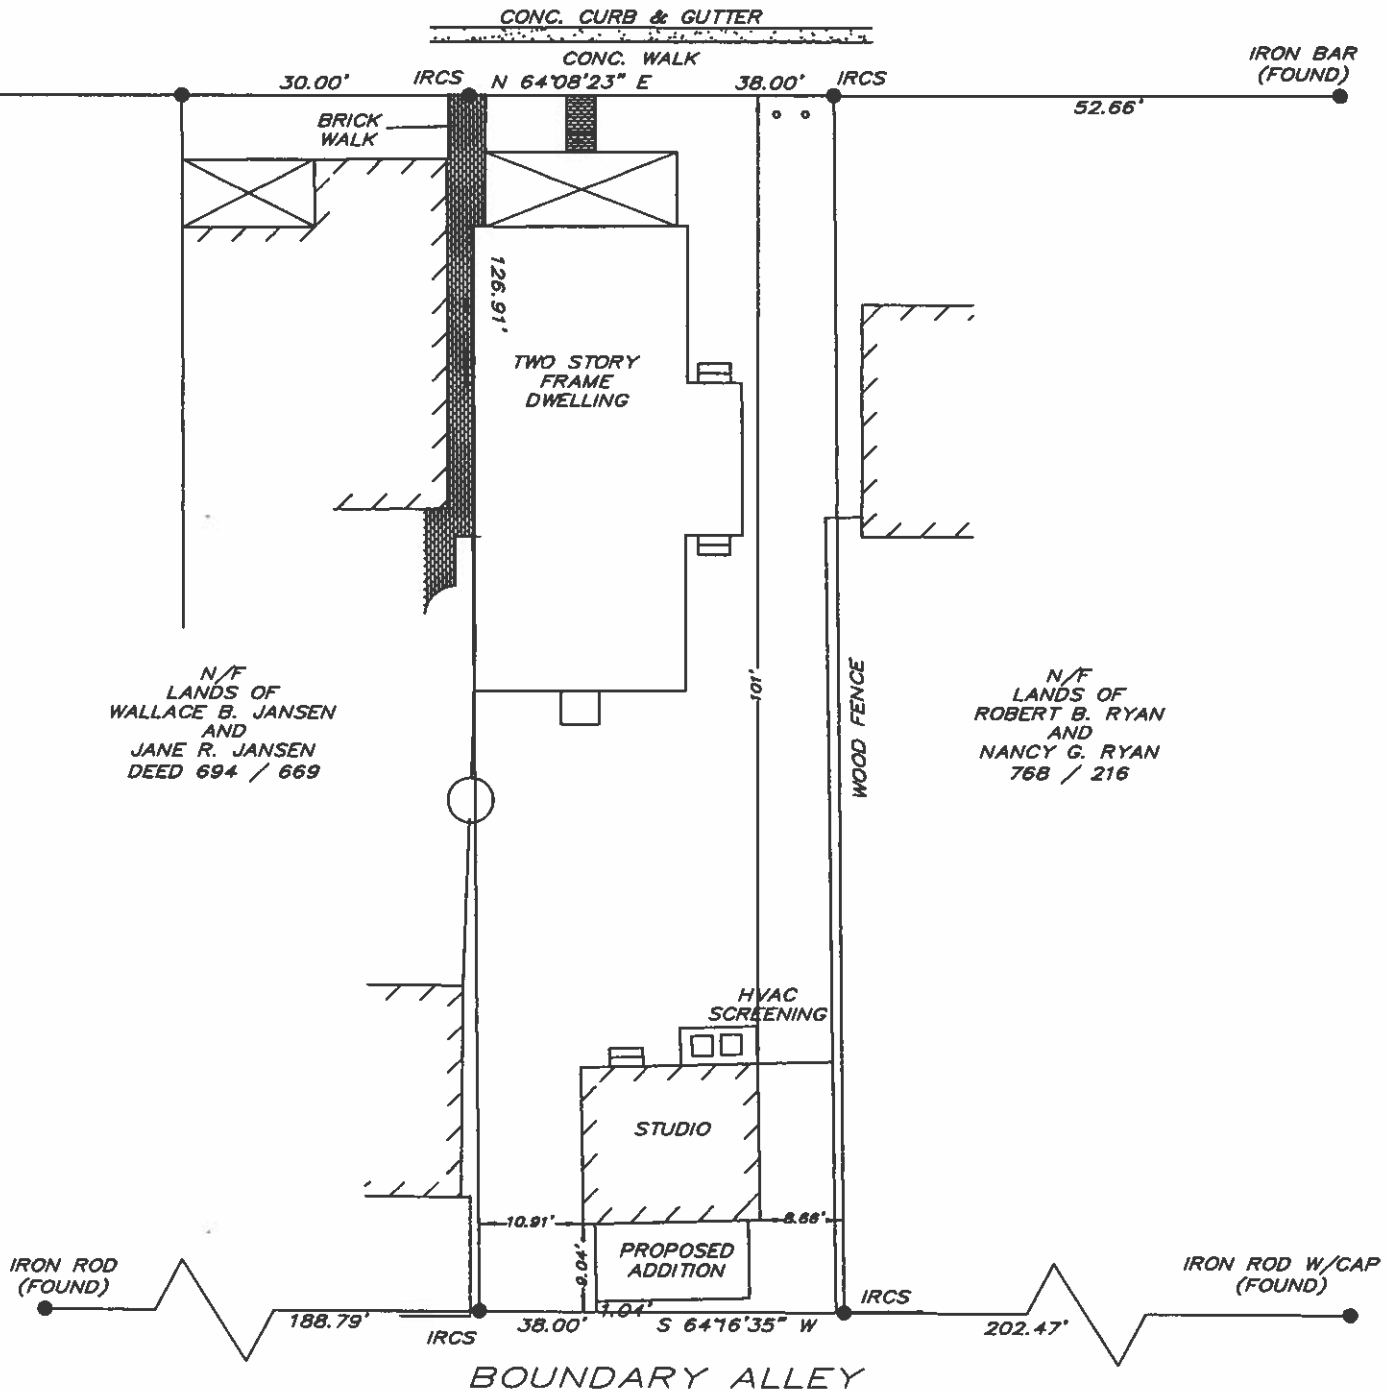 CONC. CURB & GUTTER
CONC. WALK
30.00'
IRCS
N 64°08'23" E
38.00'
IRCS
IRON BAR
(FOUND)
52.66'
BRICK
WALK
126.91'
TWO STORY
FRAME
DWELLING
N/F
LANDS OF
WALLACE B. JANSEN
AND
JANE R. JANSEN
DEED 694 / 669
101'
WOOD FENCE
N/F
LANDS OF
ROBERT B. RYAN
AND
NANCY G. RYAN
768 / 216
HVAC
SCREENING
STUDIO
10.91'
8.66'
9.04'
PROPOSED
ADDITION
1.04'
IRON ROD
(FOUND)
188.79'
IRCS
38.00'
S 64°16'35" W
IRCS
202.47'
IRON ROD W/CAP
(FOUND)
BOUNDARY ALLEY